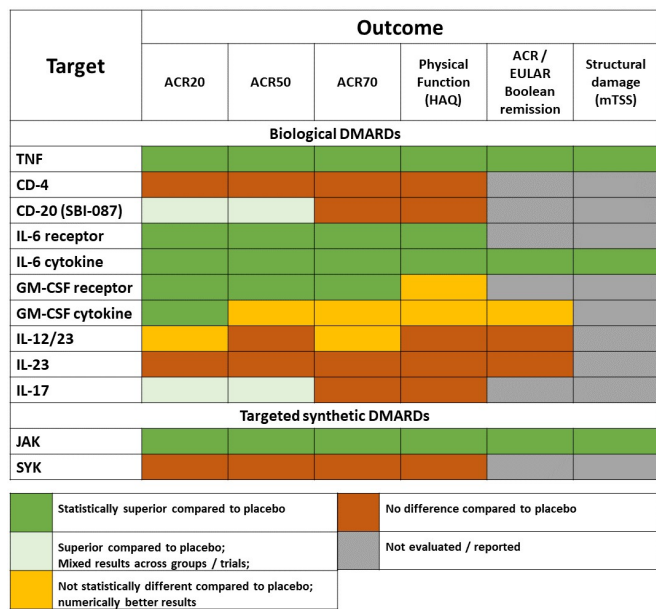 Target
Outcome
ACR20
ACR50
ACR70
Physical
Function
(HAQ)
ACR /
EULAR
Boolean
remission
Structural
damage
(mTSS)
Biological DMARDs
TNF
CD-4
CD-20 (SBI-087)
IL-6 receptor
IL-6 cytokine
GM-CSF receptor
GM-CSF cytokine
IL-12/23
IL-23
IL-17
Targeted synthetic DMARDs
JAK
SYK
Statistically superior compared to placebo
No difference compared to placebo
Superior compared to placebo;
Mixed results across groups / trials;
Not evaluated / reported
Not statistically different compared to placebo;
numerically better results